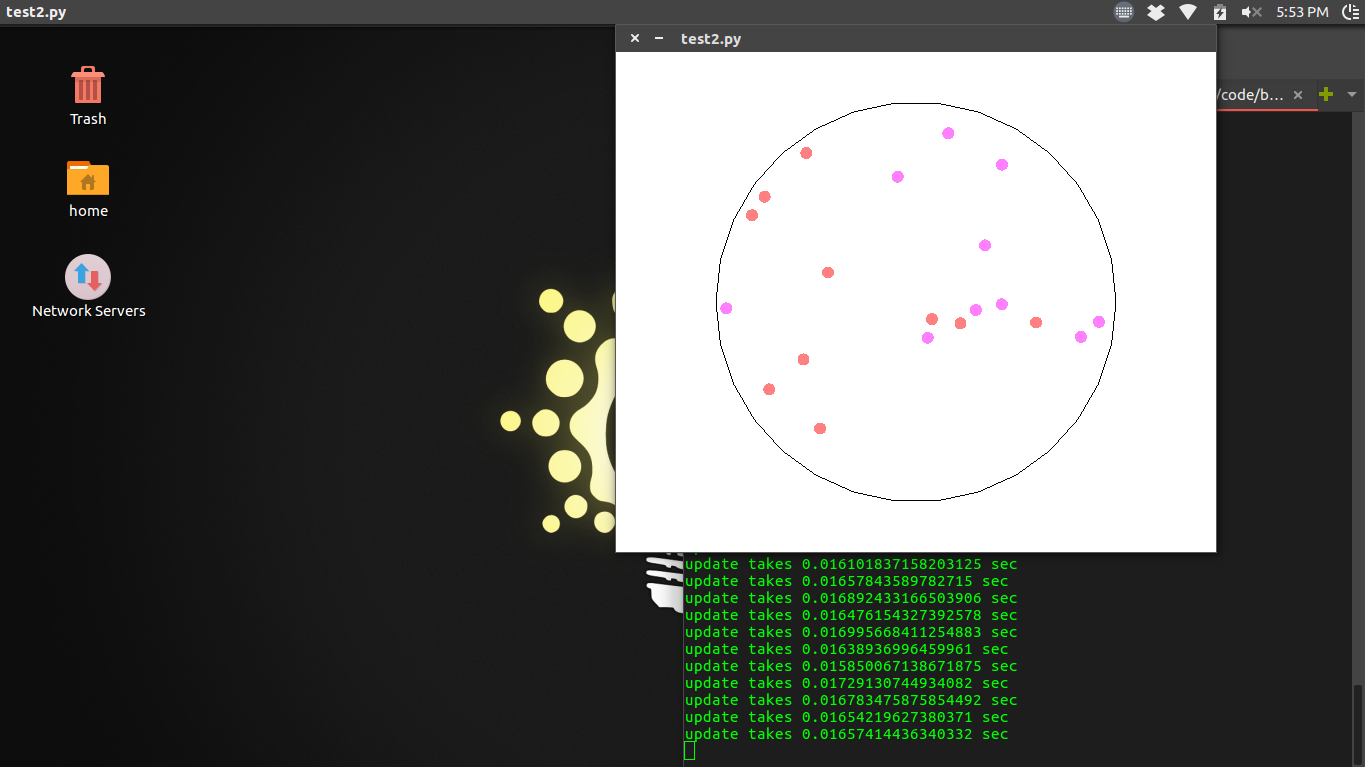 test2.py
5:53 PM
test2.py
/code/b...
Trash
home
Network Servers
update takes 0.016101837158203125 sec
update takes 0.01657843589782715 sec
update takes 0.016892433166503906 sec
update takes 0.016476154327392578 sec
update takes 0.016995668411254883 sec
update takes 0.01638936996459961 sec
update takes 0.015850067138671875 sec
update takes 0.01729130744934082 sec
update takes 0.016783475875854492 sec
update takes 0.01654219627380371 sec
update takes 0.01657414436340332 sec